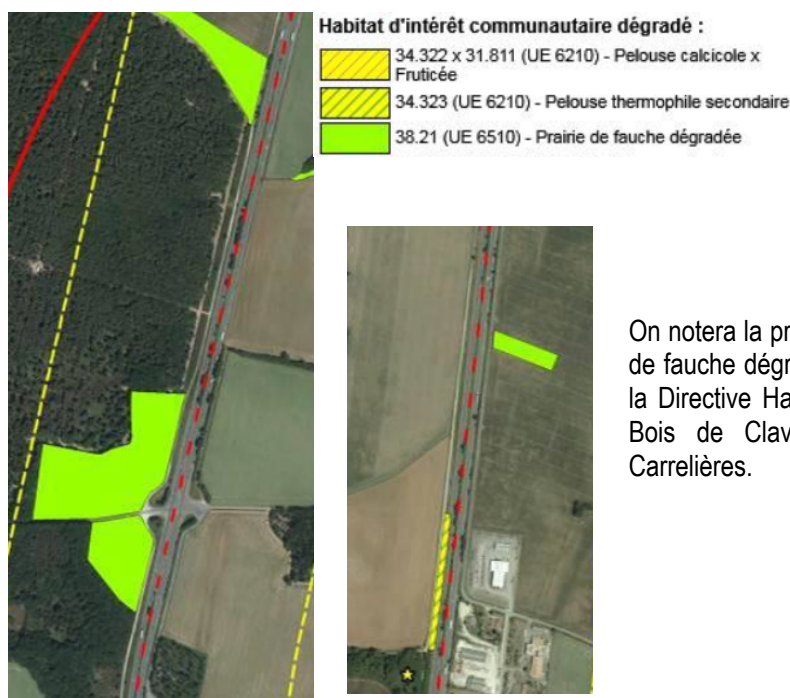 Habitat d'intérêt communautaire dégradé :
34.322 x 31.811 (UE 6210) - Pelouse calcicole x
Fruticée
34.323 (UE 6210) - Pelouse thermophile secondaire
38.21 (UE 6510) - Prairie de fauche dégradée
On notera la pr
de fauche dégr
la Directive Ha
Bois de Clav
Carrelières.